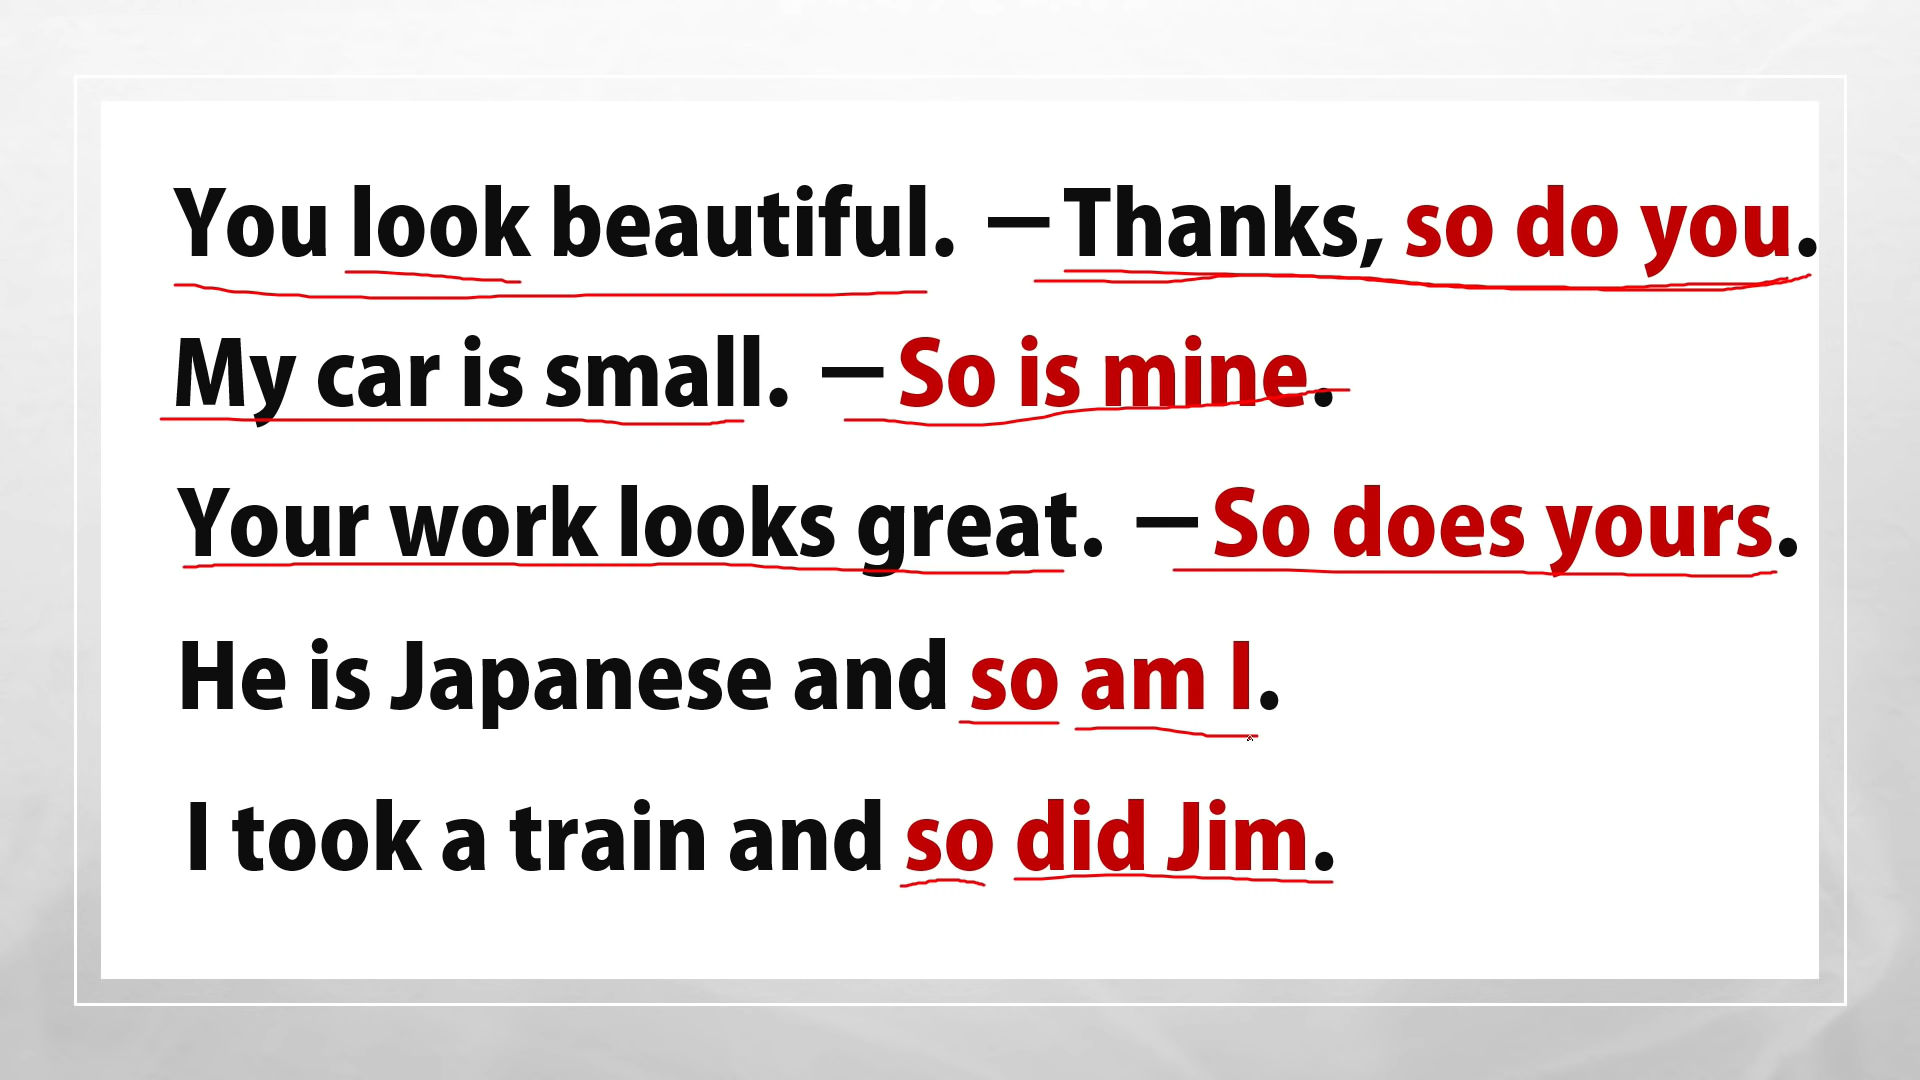 You look beautiful. —Thanks, so do you.
My car is small. —So is mine.
Your work looks great. —So does yours.
He is Japanese and so am I.
I took a train and so did Jim.